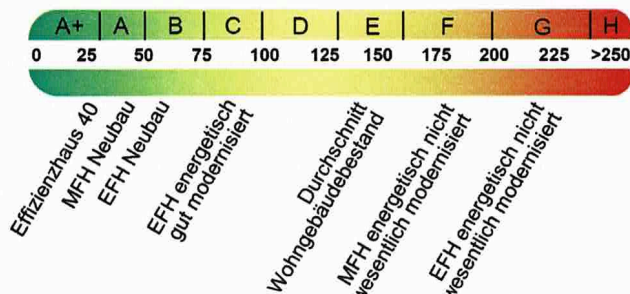 A+ A B C D E F G H
0 25 50 75 100 125 150 175 200 225 >250
Effizienzhaus 40
MFH Neubau
EFH Neubau
EFH energetisch
gut modernisiert
Durchschnitt
Wohngebäudebestand
MFH energetisch nicht
wesentlich modernisiert
EFH energetisch nicht
wesentlich modernisiert